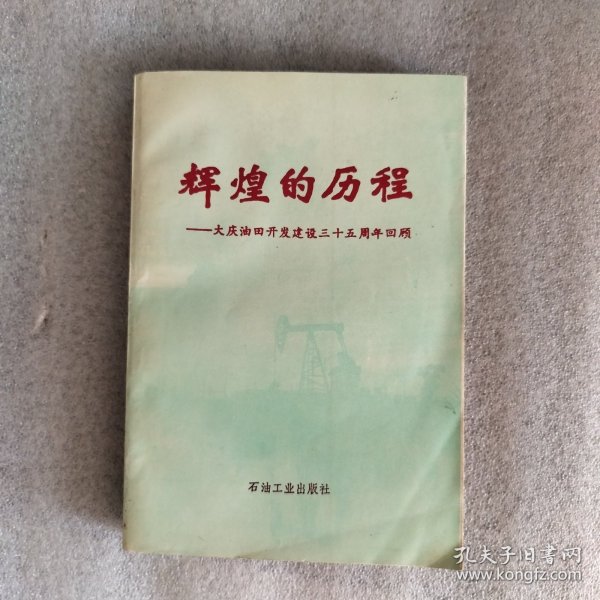 辉煌的历程
——大庆油田开发建设三十五周年回顾
石油工业出版社
孔夫子旧书网
www.kongfz.com